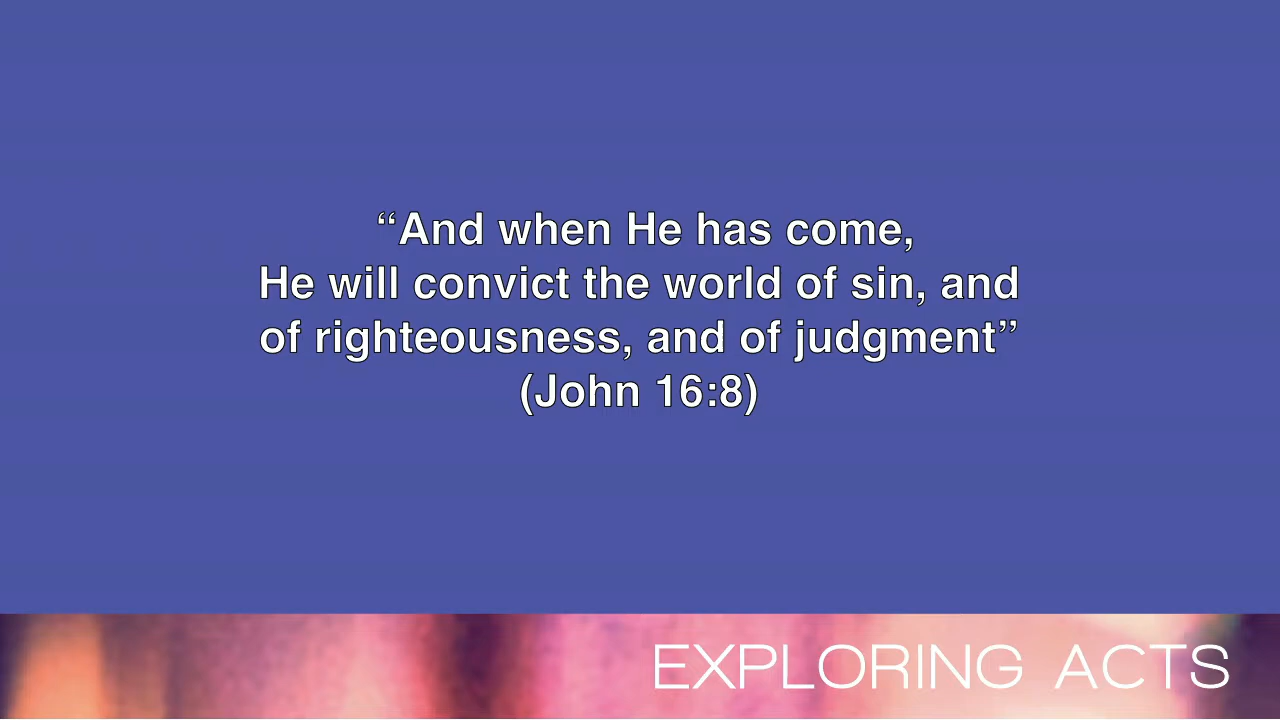 “And when He has come,
He will convict the world of sin, and
of righteousness, and of judgment”
(John 16:8)
EXPLORING ACTS